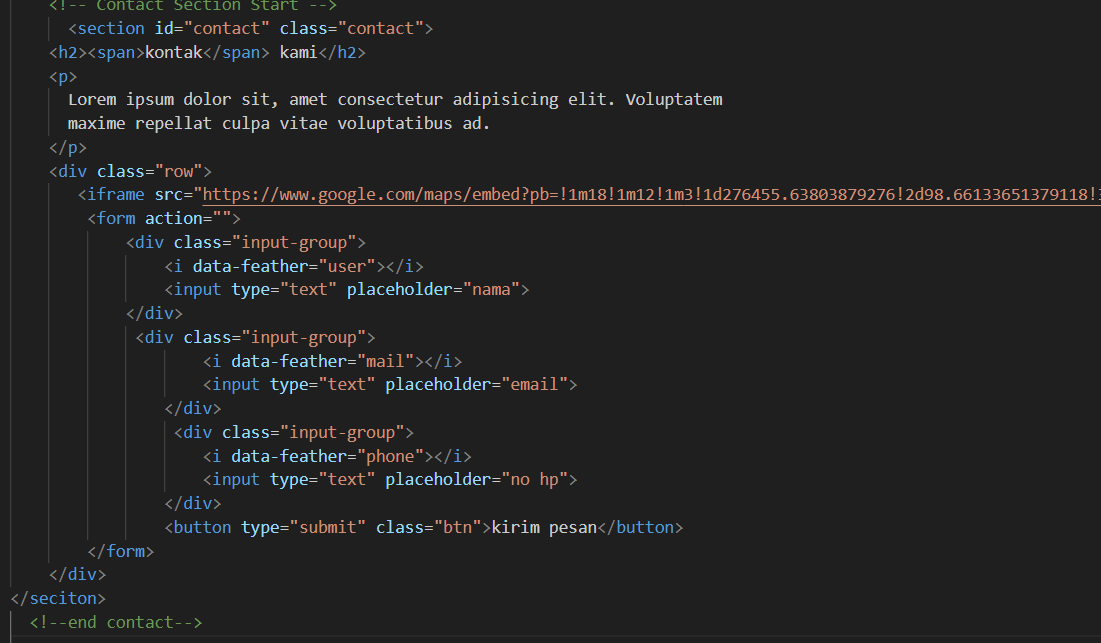 <!-- Contact Section Start -->
<section id="contact" class="contact">
<h2><span>kontak</span> kami</h2>
<p>
Lorem ipsum dolor sit, amet consectetur adipisicing elit. Voluptatem
maxime repellat culpa vitae voluptatibus ad.
</p>
<div class="row">
<iframe src="https://www.google.com/maps/embed?pb=!1m18!1m12!1m3!1d276455.63803879276!2d98.66133651379118!
<form action="">
<div class="input-group">
<i data-feather="user"></i>
<input type="text" placeholder="nama">
</div>
<div class="input-group">
<i data-feather="mail"></i>
<input type="text" placeholder="email">
</div>
<div class="input-group">
<i data-feather="phone"></i>
<input type="text" placeholder="no hp">
</div>
<button type="submit" class="btn">kirim pesan</button>
</form>
</div>
</seciton>
<!--end contact-->